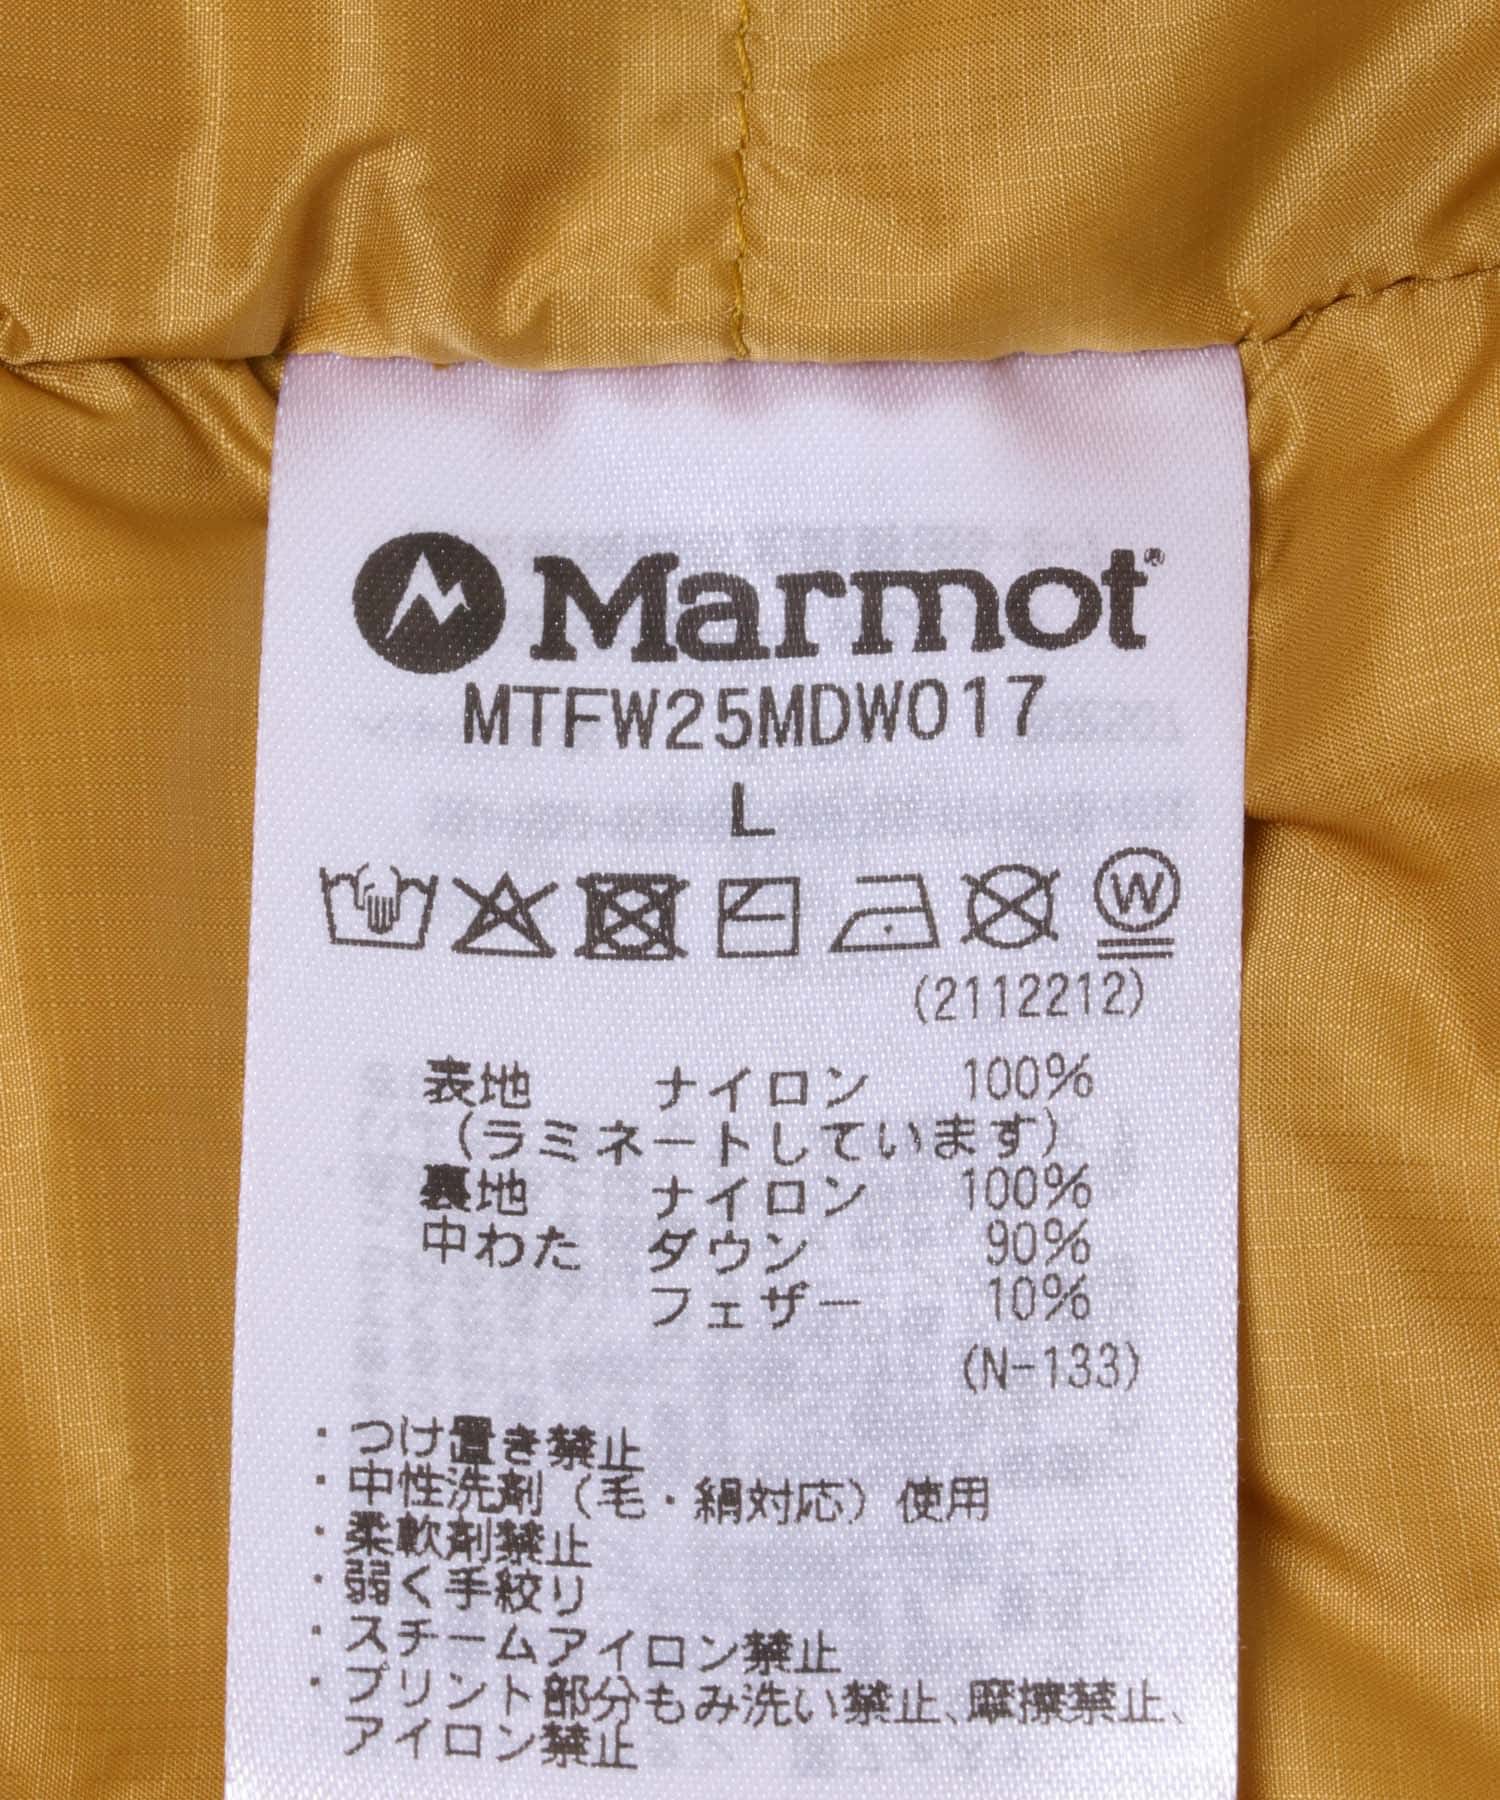 Marmot®
MTFW25MDW017
L
W
(2112212)
表地 ナイロン 100%
(ラミネートしています)
裏地 ナイロン 100%
中わた ダウン 90%
フェザー 10%
(N-133)
・つけ置き禁止
・中性洗剤(毛・絹対応)使用
・柔軟剤禁止
・弱く手絞り
・スチームアイロン禁止
・プリント部分もみ洗い禁止、摩擦禁止、
アイロン禁止